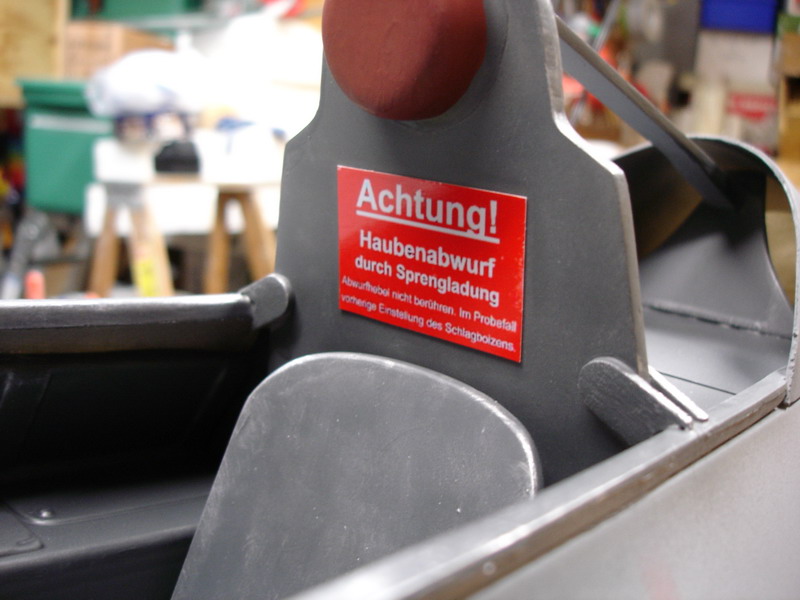 Achtung!
Haubenabwurf
durch Sprengladung
Abwurfhebel nicht berühren. Im Probefall
vorherige Einstellung des Schlagbolzens.